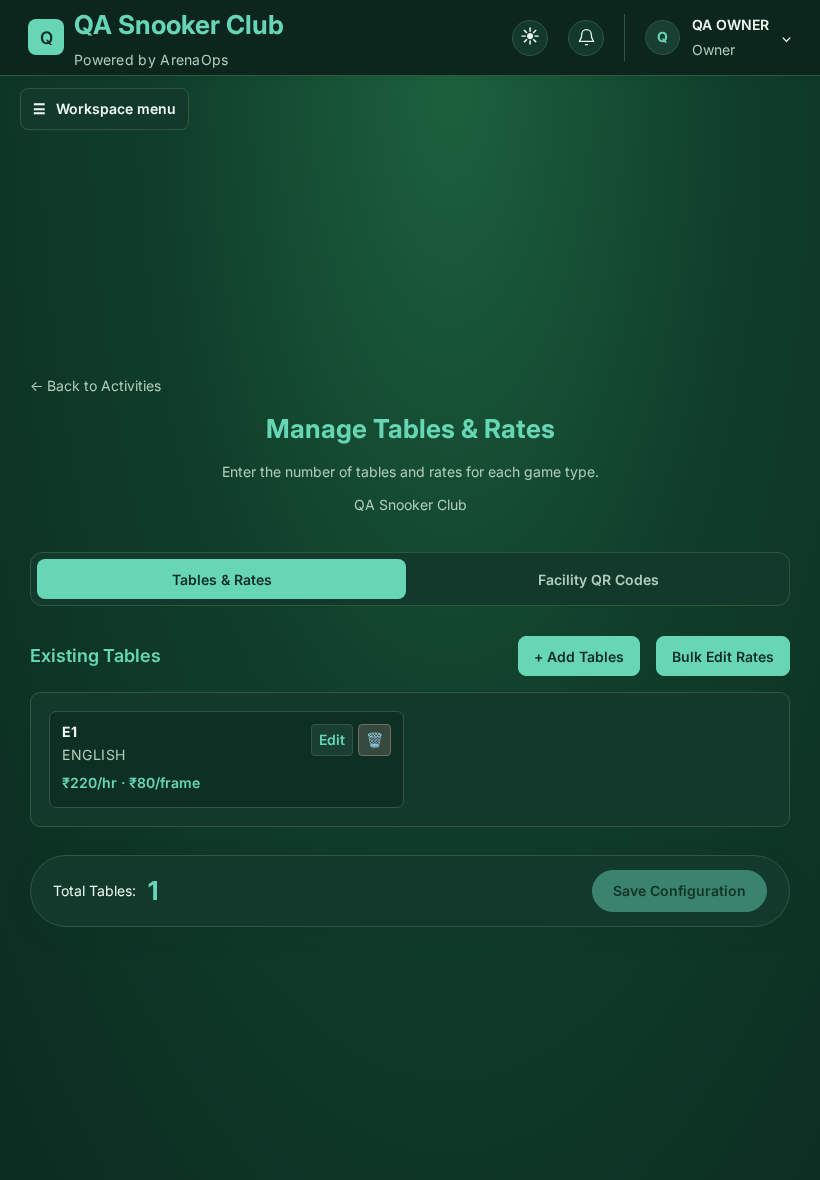 Q
QA Snooker Club
Powered by ArenaOps
Q
QA OWNER
Owner
☰ Workspace menu
← Back to Activities
Manage Tables & Rates
Enter the number of tables and rates for each game type.
QA Snooker Club
Tables & Rates
Facility QR Codes
Existing Tables
+ Add Tables
Bulk Edit Rates
E1
ENGLISH
₹220/hr · ₹80/frame
Edit
Total Tables: 1
Save Configuration